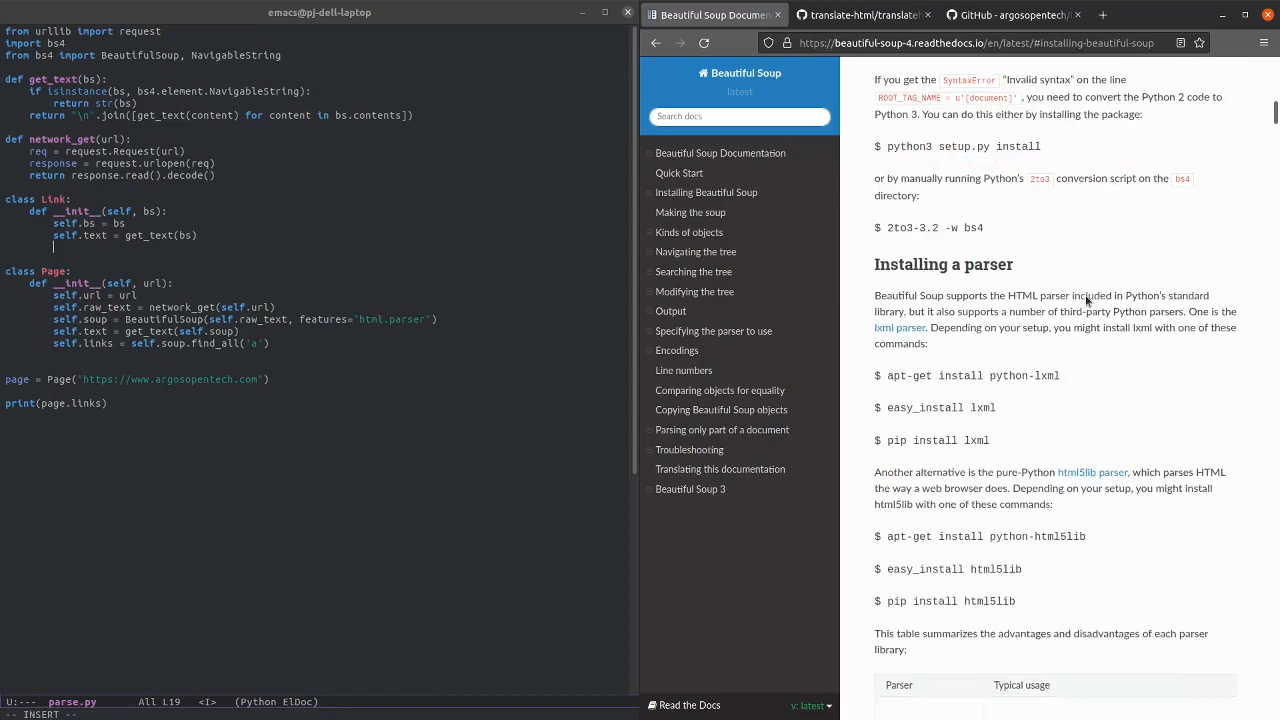 emacs@pj-dell-laptop
from urllib import request
import bs4
from bs4 import BeautifulSoup, NavigableString
def get_text(bs):
if isinstance(bs, bs4.element.NavigableString):
return str(bs)
return "\n".join([get_text(content) for content in bs.contents])
def network_get(url):
req = request.Request(url)
response = request.urlopen(req)
return response.read().decode()
class Link:
def __init__(self, bs):
self.bs = bs
self.text = get_text(bs)
class Page:
def __init__(self, url):
self.url = url
self.raw_text = network_get(self.url)
self.soup = BeautifulSoup(self.raw_text, features="html.parser")
self.text = get_text(self.soup)
self.links = self.soup.find_all('a')
page = Page("https://www.argosopentech.com")
print(page.links)
U:--- parse.py All L19 <I> (Python ElDoc)
-- INSERT --
Beautiful Soup Documen
translate-html/translate
GitHub - argosopentech/
https://beautiful-soup-4.readthedocs.io/en/latest/#installing-beautiful-soup
Beautiful Soup
latest
Search docs
Beautiful Soup Documentation
Quick Start
Installing Beautiful Soup
Making the soup
Kinds of objects
Navigating the tree
Searching the tree
Modifying the tree
Output
Specifying the parser to use
Encodings
Line numbers
Comparing objects for equality
Copying Beautiful Soup objects
Parsing only part of a document
Troubleshooting
Translating this documentation
Beautiful Soup 3
Read the Docs v: latest
If you get the SyntaxError “Invalid syntax” on the line
ROOT_TAG_NAME = u'[document]' , you need to convert the Python 2 code to
Python 3. You can do this either by installing the package:
$ python3 setup.py install
or by manually running Python’s 2to3 conversion script on the bs4
directory:
$ 2to3-3.2 -w bs4
Installing a parser
Beautiful Soup supports the HTML parser included in Python’s standard
library, but it also supports a number of third-party Python parsers. One is the
lxml parser. Depending on your setup, you might install lxml with one of these
commands:
$ apt-get install python-lxml
$ easy_install lxml
$ pip install lxml
Another alternative is the pure-Python html5lib parser, which parses HTML
the way a web browser does. Depending on your setup, you might install
html5lib with one of these commands:
$ apt-get install python-html5lib
$ easy_install html5lib
$ pip install html5lib
This table summarizes the advantages and disadvantages of each parser
library:
Parser Typical usage